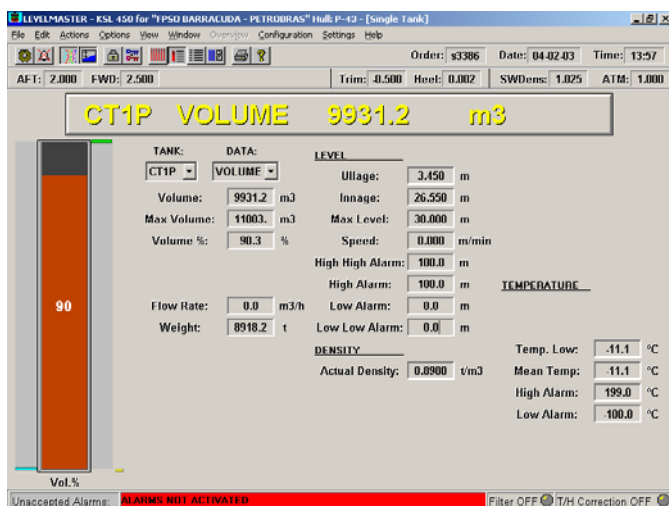 LEVELMASTER - KSL 450 for "FPSO BARRACUDA - PETROBRAS" Hull: P-43 - [Single Tank]
File Edit Actions Options View Window Overview Configuration Settings Help
Order: s3386 Date: 04-02-03 Time: 13:57
AFT: 2.000 FWD: 2.500 Trim: -0.500 Heel: 0.002 SWDens: 1.025 ATM: 1.000
CT1P VOLUME 9931.2 m3
TANK: DATA: LEVEL
CT1P VOLUME Ullage: 3.450 m
Volume: 9931.2 m3 Innage: 26.550 m
Max Volume: 11003. m3 Max Level: 30.000 m
Volume %: 90.3 % Speed: 0.000 m/min
High High Alarm: 100.0 m
High Alarm: 100.0 m TEMPERATURE
90 Flow Rate: 0.0 m3/h Low Alarm: 0.0 m
Weight: 8918.2 t Low Low Alarm: 0.0 m
DENSITY Temp. Low: -11.1 °C
Actual Density: 0.8980 t/m3 Mean Temp: -11.1 °C
High Alarm: 199.0 °C
Low Alarm: -100.0 °C
Vol.%
Unaccepted Alarms: ALARMS NOT ACTIVATED Filter OFF T/H Correction OFF